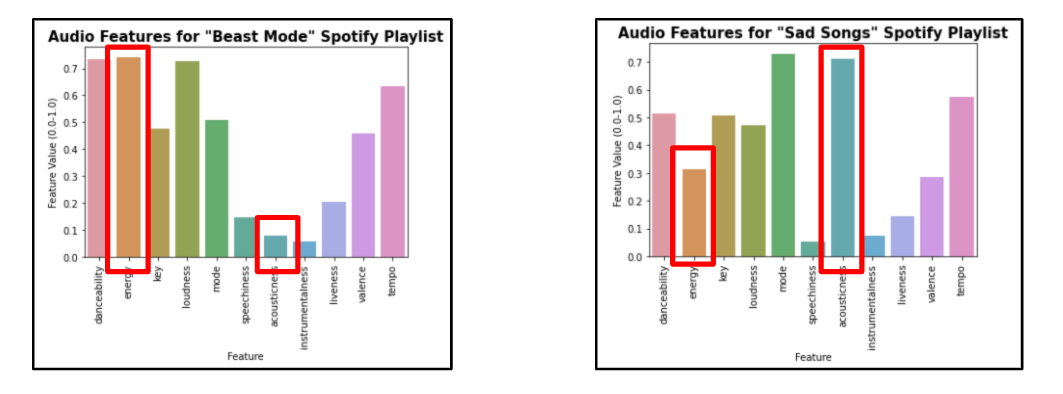 Audio Features for "Beast Mode" Spotify Playlist
Feature Value (0.0-1.0)
0.7
0.6
0.5
0.4
0.3
0.2
0.1
0.0
danceability
energy
key
loudness
mode
speechiness
acousticness
instrumentalness
liveness
valence
tempo
Feature
Audio Features for "Sad Songs" Spotify Playlist
Feature Value (0.0-1.0)
0.7
0.6
0.5
0.4
0.3
0.2
0.1
0.0
danceability
energy
key
loudness
mode
speechiness
acousticness
instrumentalness
liveness
valence
tempo
Feature